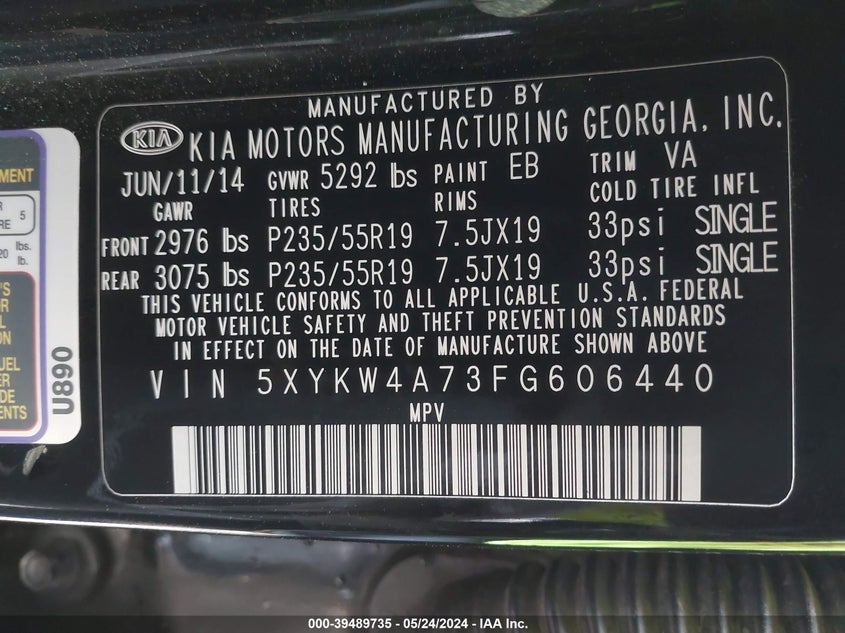 MANUFACTURED BY
KIA KIA MOTORS MANUFACTURING GEORGIA, INC.
JUN/11/14 GVWR 5292 lbs PAINT EB TRIM VA
GAWR TIRES RIMS COLD TIRE INFL
FRONT 2976 lbs P235/55R19 7.5JX19 33psi SINGLE
REAR 3075 lbs P235/55R19 7.5JX19 33psi SINGLE
THIS VEHICLE CONFORMS TO ALL APPLICABLE U.S.A. FEDERAL
MOTOR VEHICLE SAFETY AND THEFT PREVENTION STANDARDS
IN EFFECT ON THE DATE OF MANUFACTURE SHOWN ABOVE
VIN 5XYKW4A73FG606440
MPV
5
lbs.
lb.
U890
000-39489735 - 05/24/2024 - IAA Inc.